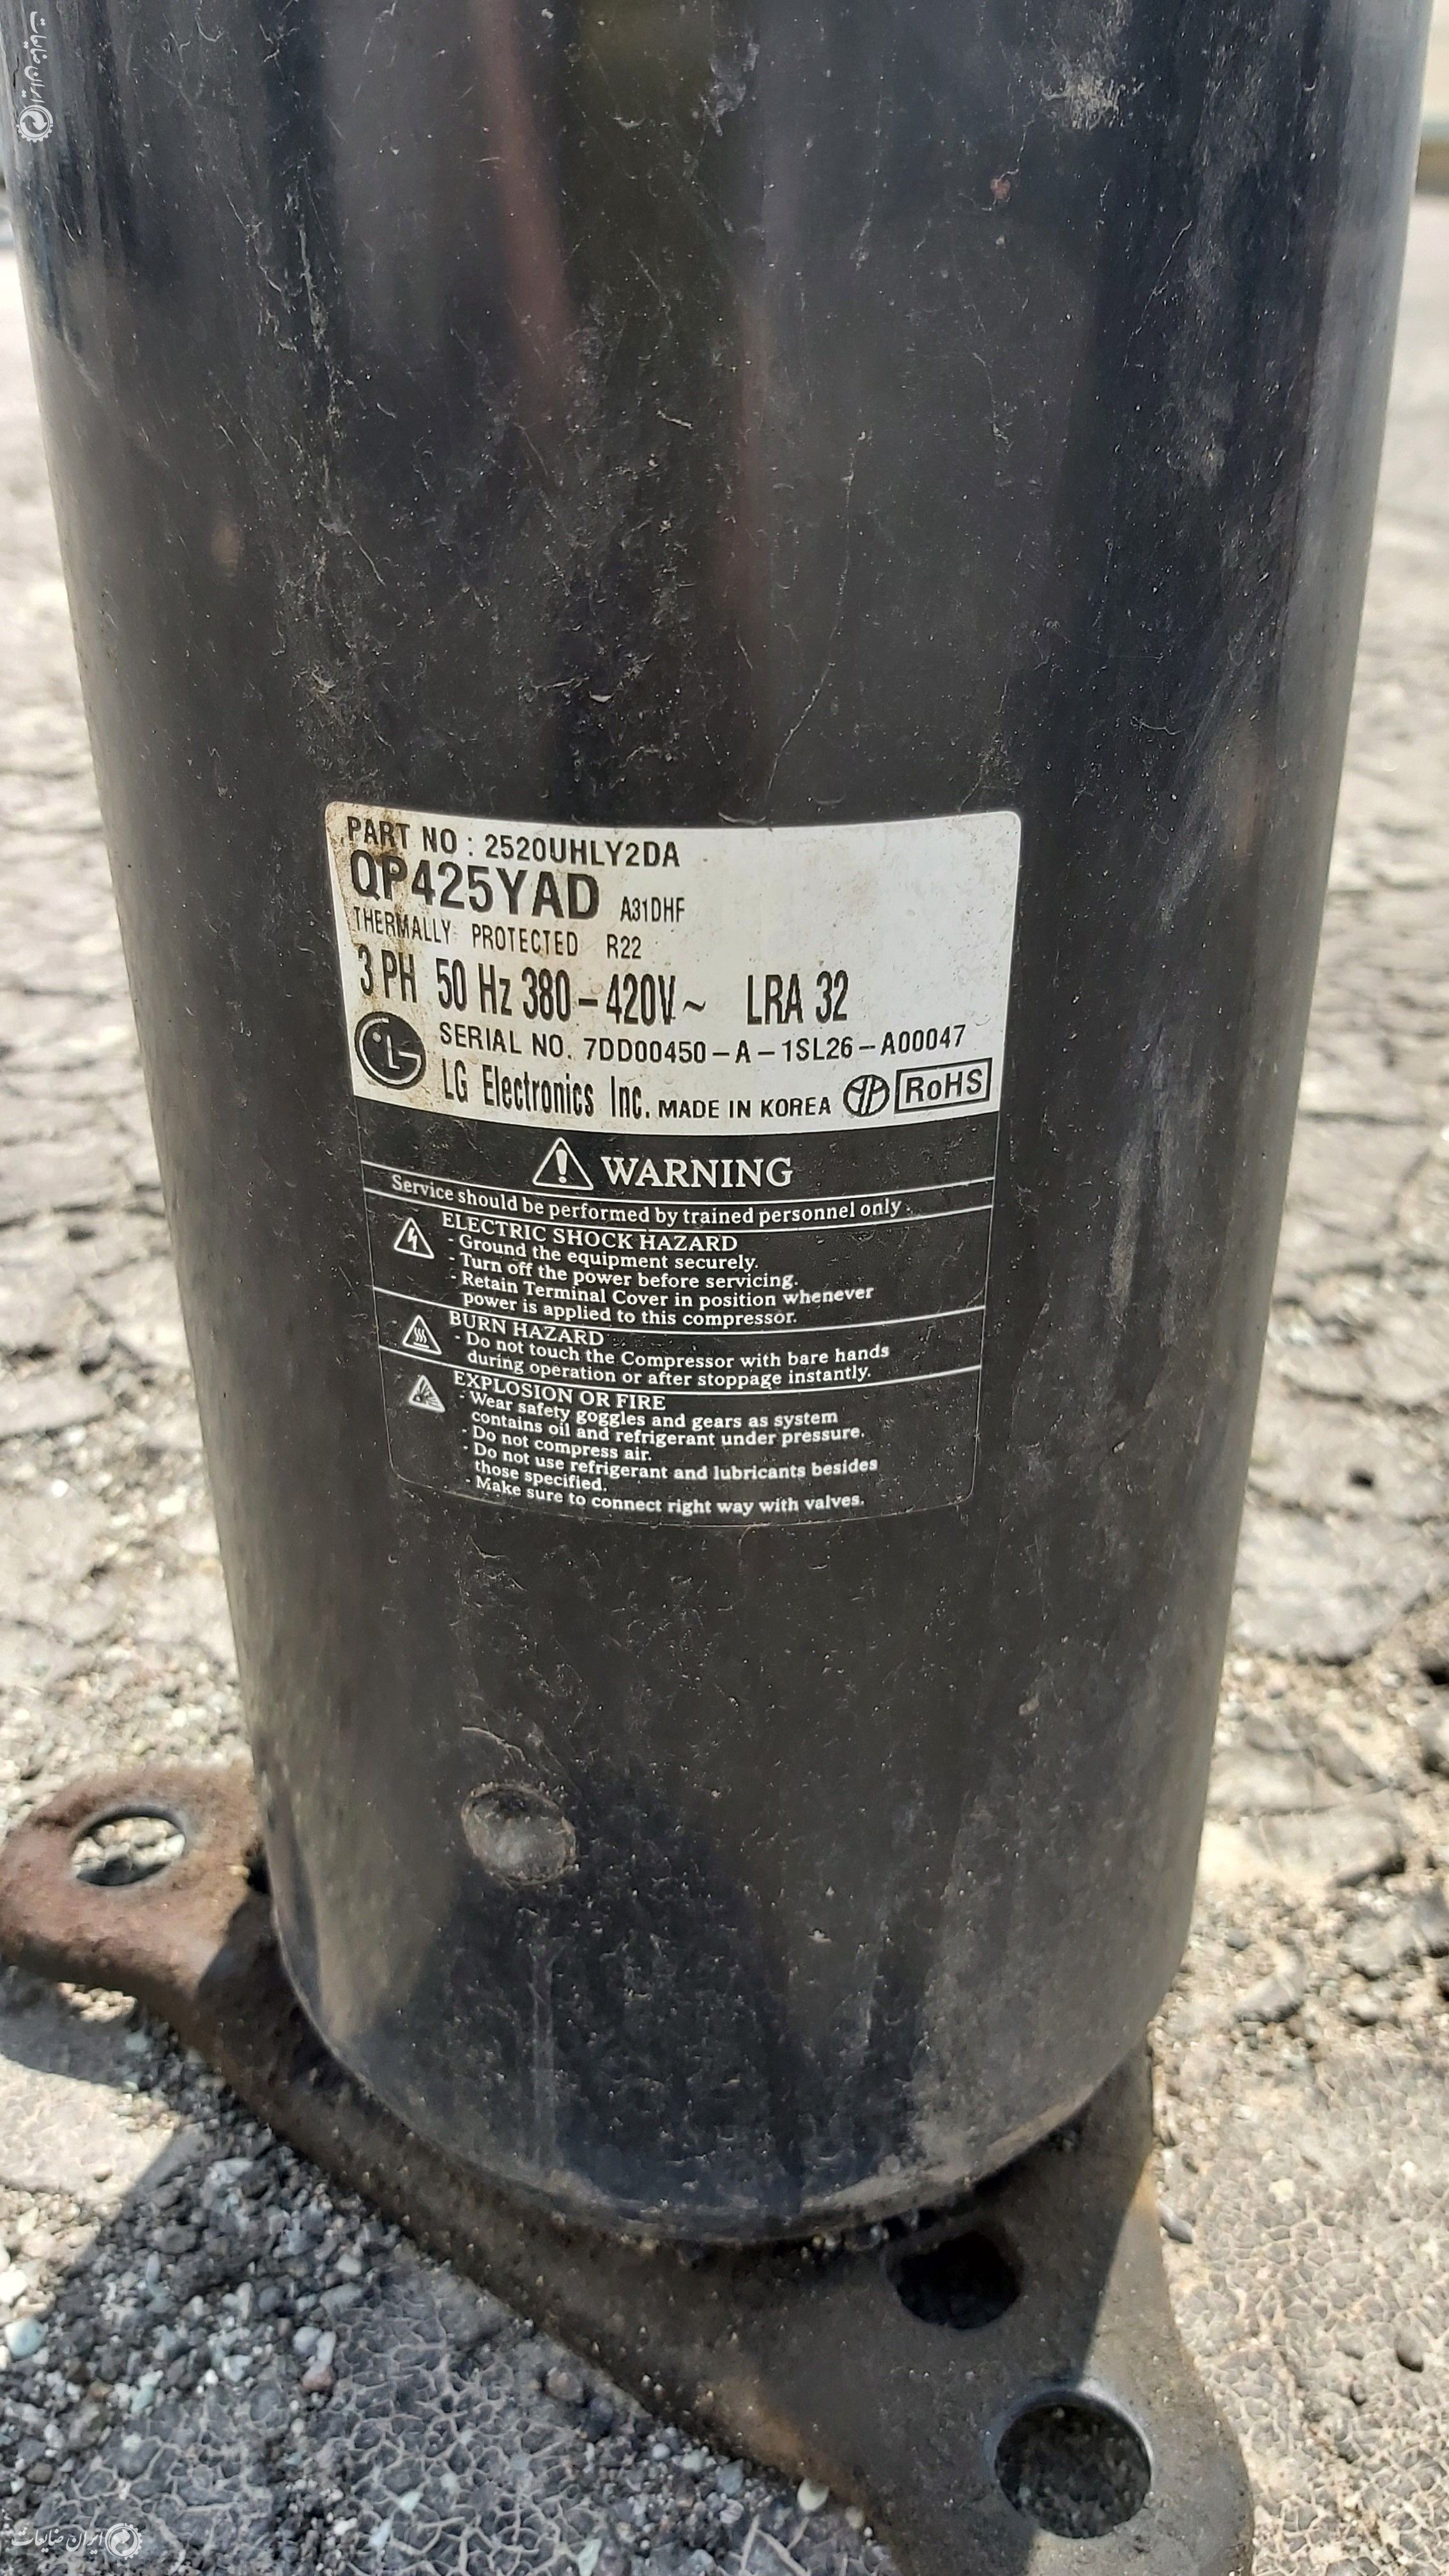 ایران ضایعات
PART NO : 2520UHLY2DA
QP425YAD A31DHF
THERMALLY PROTECTED R22
3 PH 50 Hz 380-420V~ LRA 32
SERIAL NO. 7DD00450-A-1SL26-A00047
LG
LG Electronics Inc. MADE IN KOREA RoHS
WARNING
Service should be performed by trained personnel only.
ELECTRIC SHOCK HAZARD
- Ground the equipment securely.
- Turn off the power before servicing.
- Retain Terminal Cover in position whenever
power is applied to this compressor.
BURN HAZARD
- Do not touch the Compressor with bare hands
during operation or after stoppage instantly.
EXPLOSION OR FIRE
- Wear safety goggles and gears as system
contains oil and refrigerant under pressure.
- Do not compress air.
- Do not use refrigerant and lubricants besides
those specified.
- Make sure to connect right way with valves.
ایران ضایعات